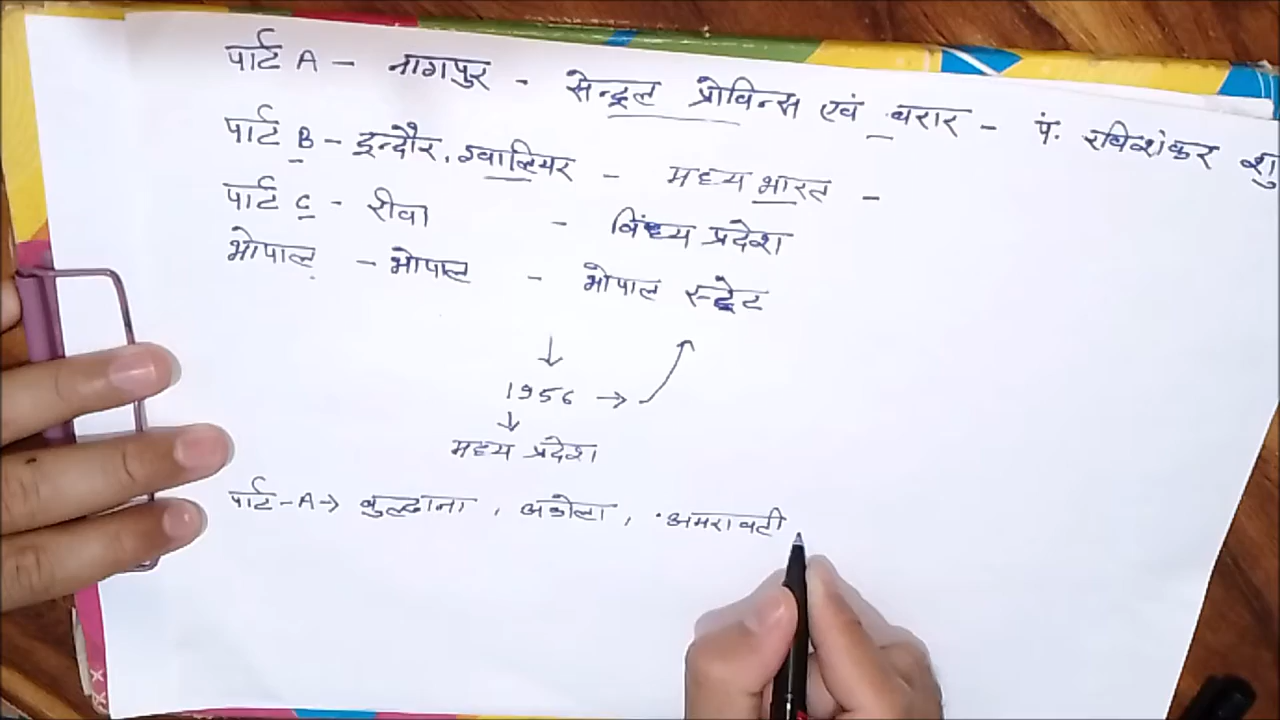 पार्ट A - नागपुर - सेन्ट्रल प्रोविन्स एवं बरार - पं. रविशंकर शु
पार्ट B - इन्दौर, ग्वालियर - मध्य भारत -
पार्ट C - रीवा - विंध्य प्रदेश
भोपाल - भोपाल - भोपाल स्टेट
↓
1956 →
↓
मध्य प्रदेश
पार्ट-A → बुल्ढाना, अकोला, अमरावती